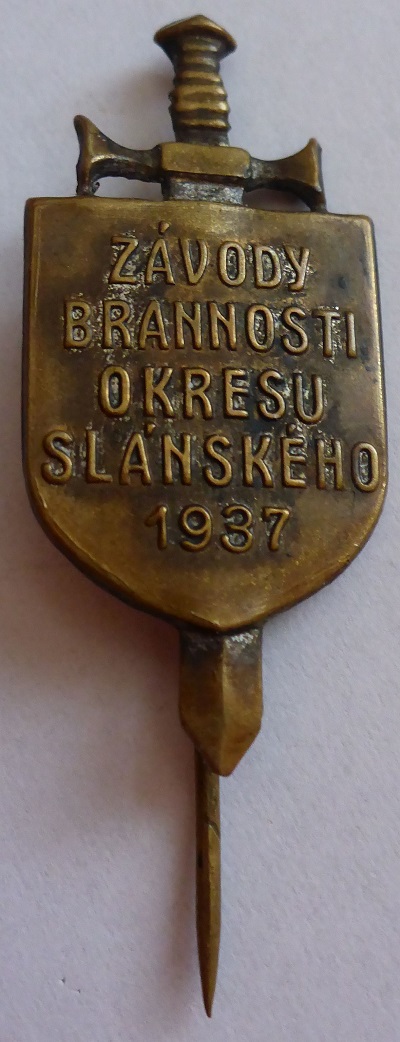 ZÁVODY
BRANNOSTI
OKRESU
SLÁNSKÉHO
1937